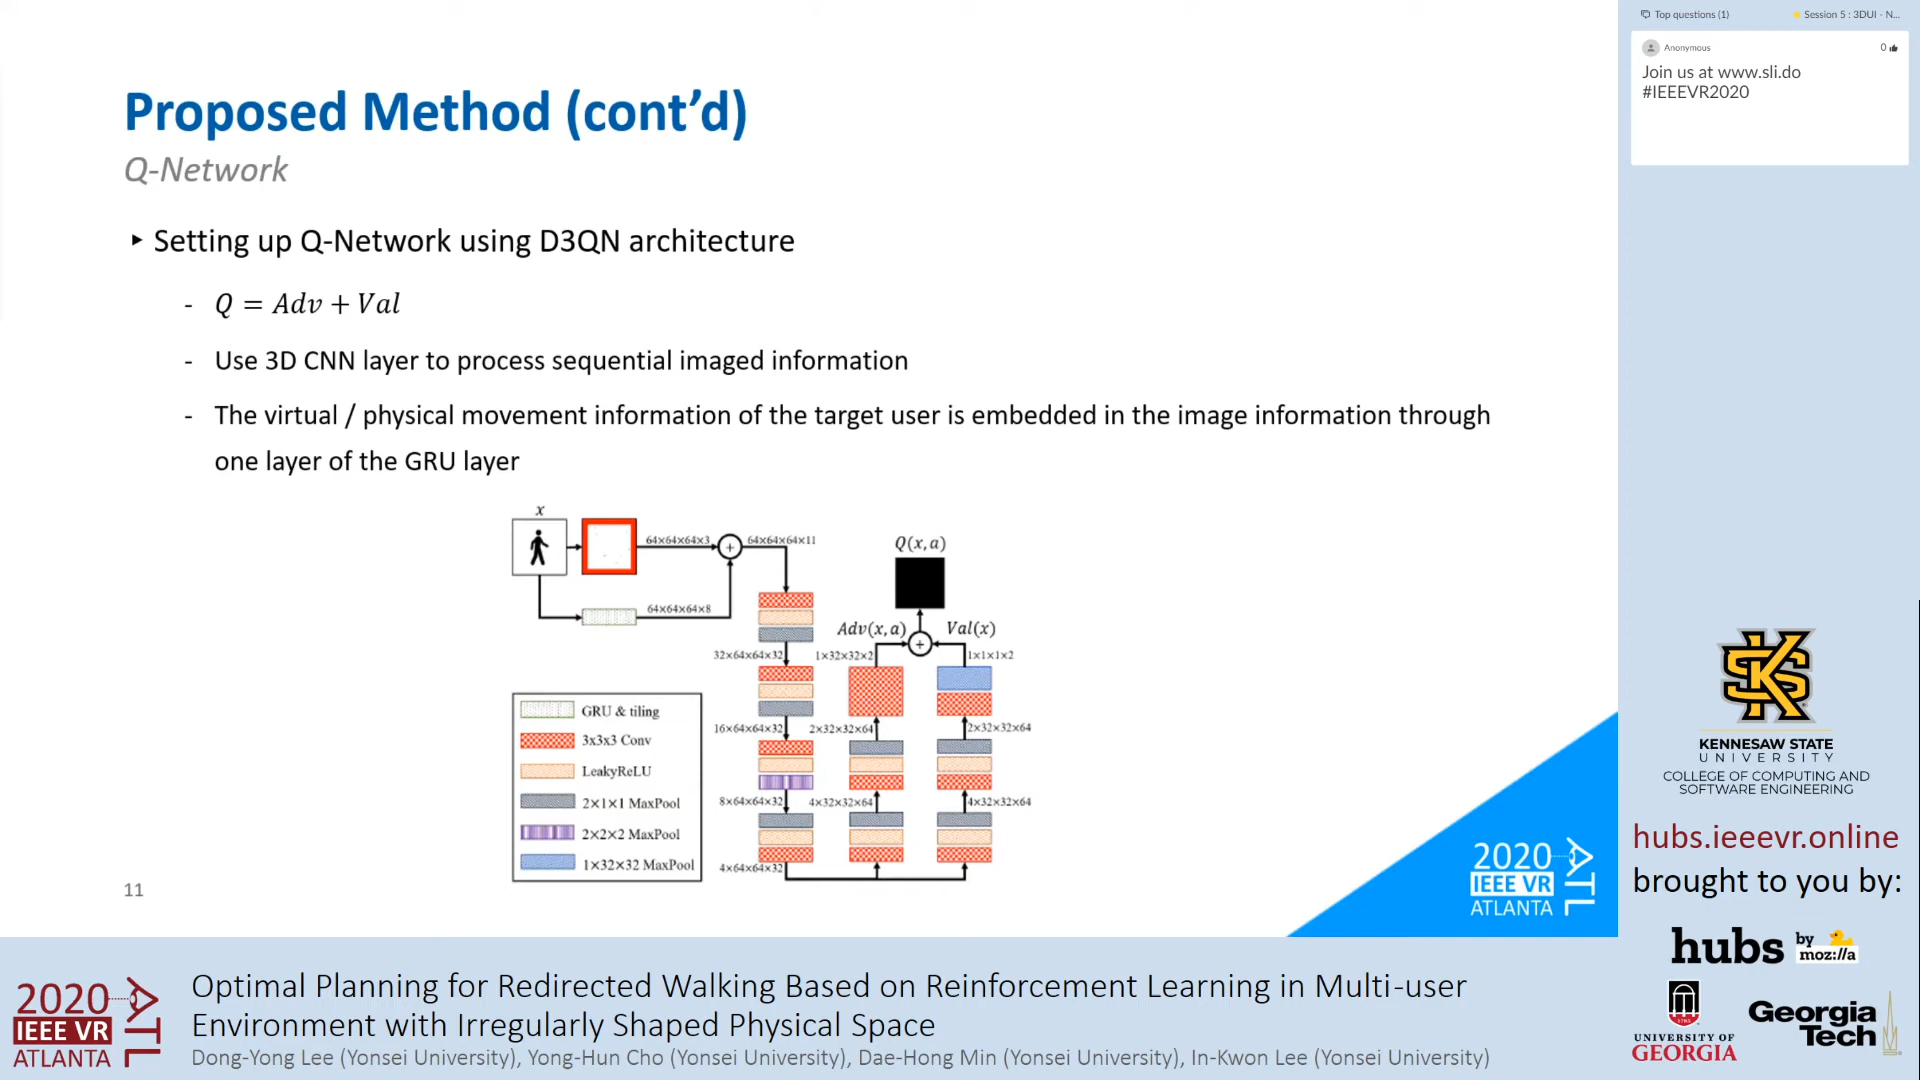 Proposed Method (cont’d)
Q-Network
‣ Setting up Q-Network using D3QN architecture
- Q = Adv + Val
- Use 3D CNN layer to process sequential imaged information
- The virtual / physical movement information of the target user is embedded in the image information through
one layer of the GRU layer
x
64×64×64×3
+
64×64×64×11
64×64×64×8
Q(x,a)
Adv(x,a)
+
Val(x)
32×64×64×32
1×32×32×2
1×1×1×2
16×64×64×32
2×32×32×64
2×32×32×64
8×64×64×32
4×32×32×64
4×32×32×64
4×64×64×32
GRU & tiling
3x3x3 Conv
LeakyReLU
2×1×1 MaxPool
2×2×2 MaxPool
1×32×32 MaxPool
11
2020
IEEE VR
ATLANTA
ATL
Top questions (1)
Session 5 : 3DUI - N...
Anonymous
0
Join us at www.sli.do
#IEEEVR2020
KS
KENNESAW STATE
UNIVERSITY
COLLEGE OF COMPUTING AND
SOFTWARE ENGINEERING
hubs.ieeevr.online
brought to you by:
hubs
by
moz://a
UNIVERSITY OF
GEORGIA
Georgia
Tech
2020
IEEE VR
ATLANTA
ATL
Optimal Planning for Redirected Walking Based on Reinforcement Learning in Multi-user
Environment with Irregularly Shaped Physical Space
Dong-Yong Lee (Yonsei University), Yong-Hun Cho (Yonsei University), Dae-Hong Min (Yonsei University), In-Kwon Lee (Yonsei University)